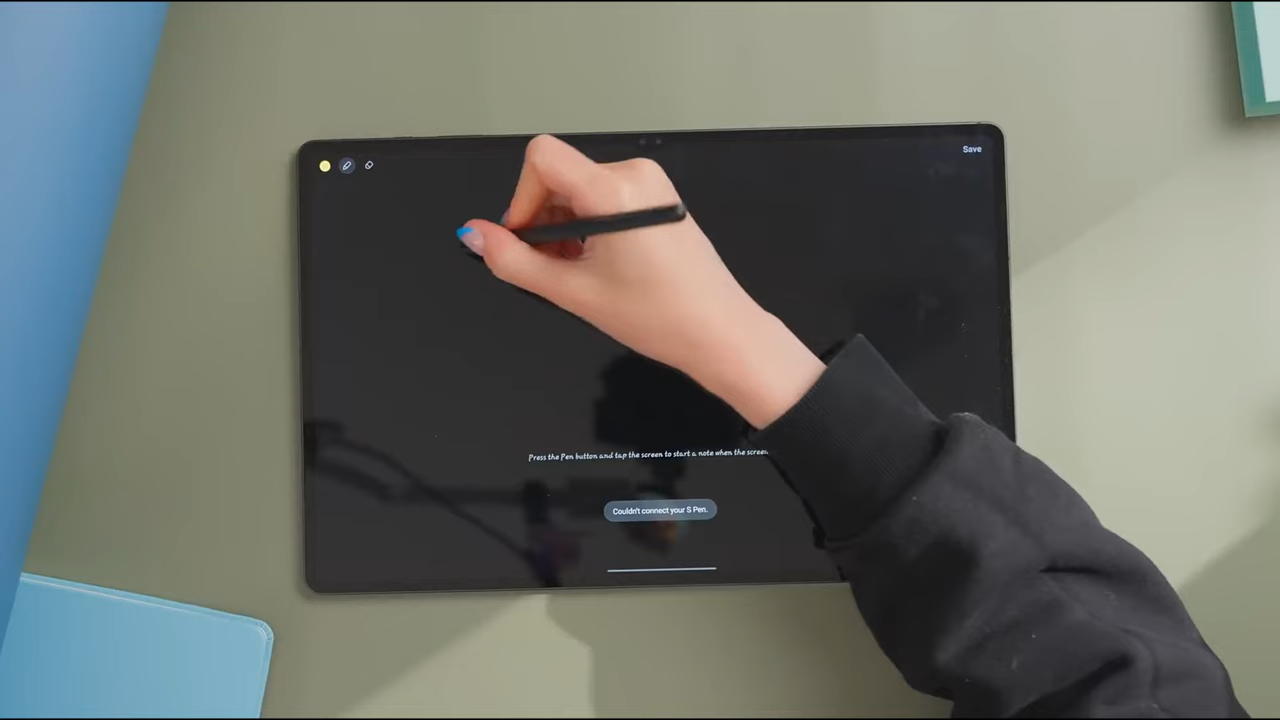 Save
Press the Pen button and tap the screen to start a note when the screen
Couldn't connect your S Pen.